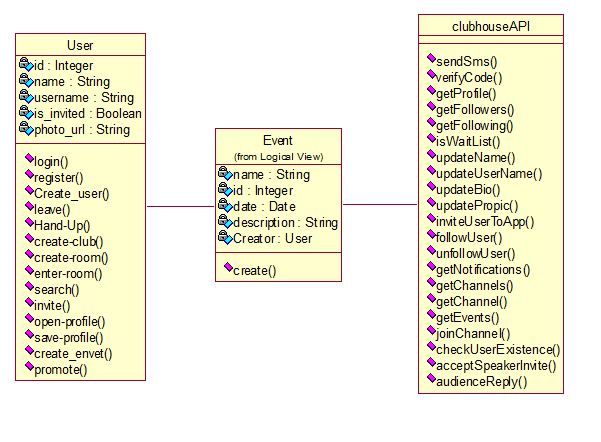 User
id : Integer
name : String
username : String
is_invited : Boolean
photo_url : String
login()
register()
Create_user()
leave()
Hand-Up()
create-club()
create-room()
enter-room()
search()
invite()
open-profile()
save-profile()
create_envet()
promote()
Event
(from Logical View)
name : String
id : Integer
date : Date
description : String
Creator : User
create()
clubhouseAPI
sendSms()
verifyCode()
getProfile()
getFollowers()
getFollowing()
isWaitList()
updateName()
updateUserName()
updateBio()
updatePropic()
inviteUserToApp()
followUser()
unfollowUser()
getNotifications()
getChannels()
getChannel()
getEvents()
joinChannel()
checkUserExistence()
acceptSpeakerInvite()
audienceReply()